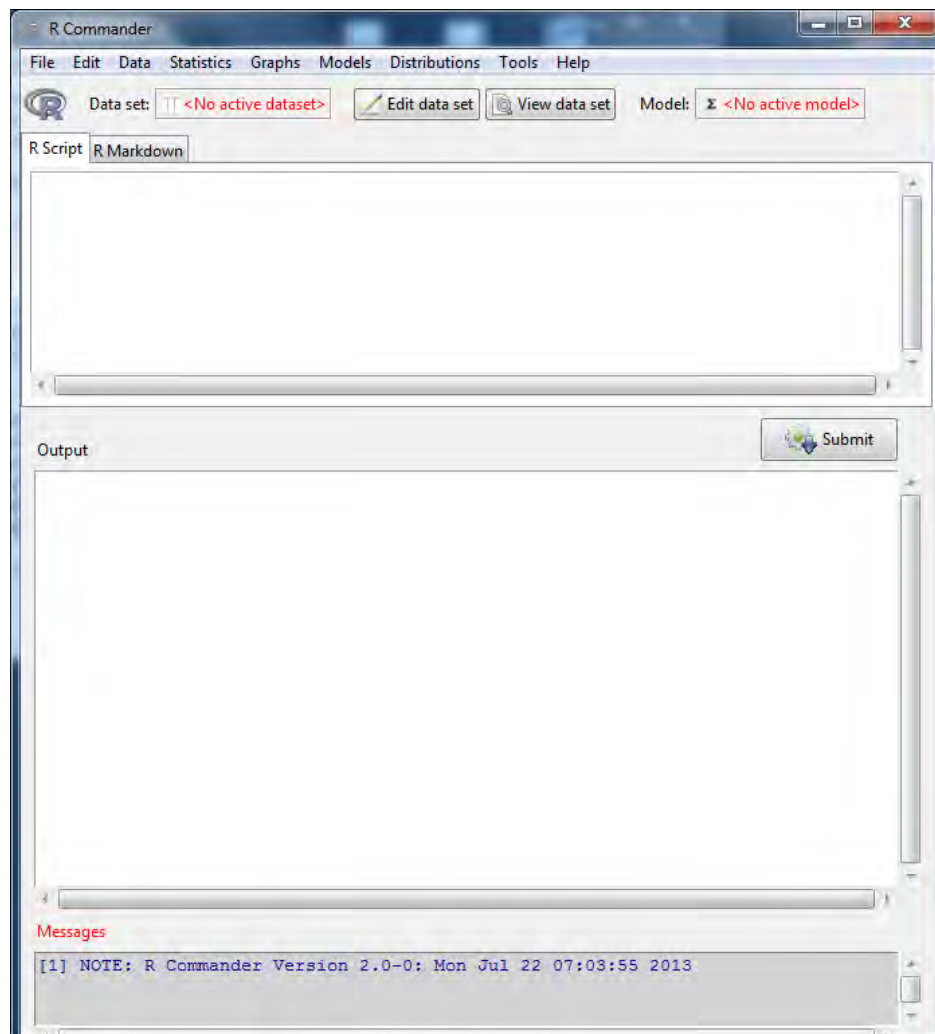 R Commander
File Edit Data Statistics Graphs Models Distributions Tools Help
R Data set: <No active dataset> Edit data set View data set Model: Σ <No active model>
R Script R Markdown
Submit
Output
Messages
[1] NOTE: R Commander Version 2.0-0: Mon Jul 22 07:03:55 2013